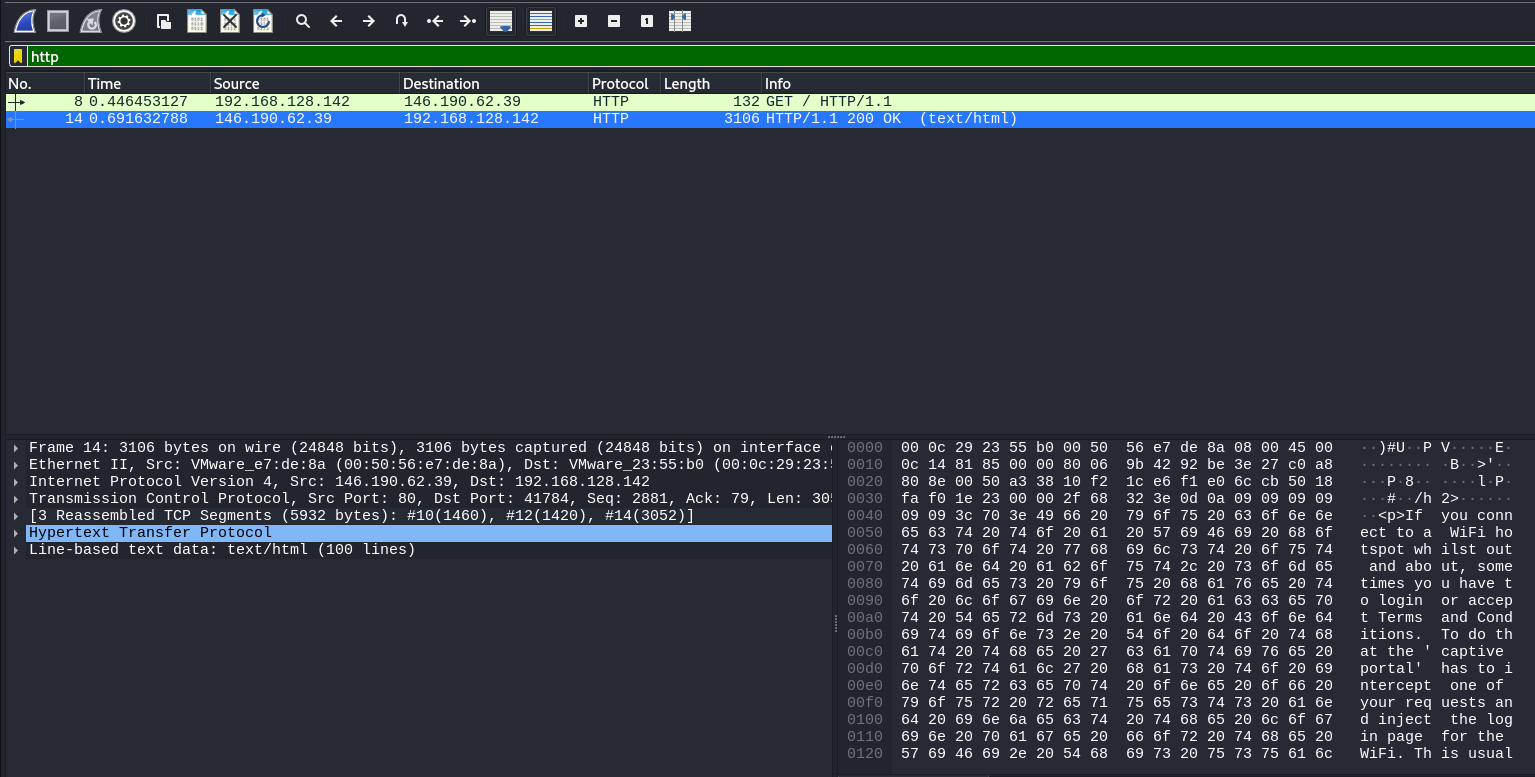 http
No. Time Source Destination Protocol Length Info
8 0.446453127 192.168.128.142 146.190.62.39 HTTP 132 GET / HTTP/1.1
14 0.691632788 146.190.62.39 192.168.128.142 HTTP 3106 HTTP/1.1 200 OK  (text/html)
Frame 14: 3106 bytes on wire (24848 bits), 3106 bytes captured (24848 bits) on interface
Ethernet II, Src: VMware_e7:de:8a (00:50:56:e7:de:8a), Dst: VMware_23:55:b0 (00:0c:29:23:
Internet Protocol Version 4, Src: 146.190.62.39, Dst: 192.168.128.142
Transmission Control Protocol, Src Port: 80, Dst Port: 41784, Seq: 2881, Ack: 79, Len: 305
[3 Reassembled TCP Segments (5932 bytes): #10(1460), #12(1420), #14(3052)]
Hypertext Transfer Protocol
Line-based text data: text/html (100 lines)
0000 00 0c 29 23 55 b0 00 50 56 e7 de 8a 08 00 45 00 ··)#U··P V·····E·
0010 0c 14 81 85 00 00 80 06 9b 42 92 be 3e 27 c0 a8 ········ ·B··>'··
0020 80 8e 00 50 a3 38 10 f2 1c e6 f1 e0 6c cb 50 18 ···P·8·· ····l·P·
0030 fa f0 1e 23 00 00 2f 68 32 3e 0d 0a 09 09 09 09 ···#··/h 2>······
0040 09 09 3c 70 3e 49 66 20 79 6f 75 20 63 6f 6e 6e ··<p>If  you conn
0050 65 63 74 20 74 6f 20 61 20 57 69 46 69 20 68 6f ect to a  WiFi ho
0060 74 73 70 6f 74 20 77 68 69 6c 73 74 20 6f 75 74 tspot wh ilst out
0070 20 61 6e 64 20 61 62 6f 75 74 2c 20 73 6f 6d 65  and abo ut, some
0080 74 69 6d 65 73 20 79 6f 75 20 68 61 76 65 20 74 times yo u have t
0090 6f 20 6c 6f 67 69 6e 20 6f 72 20 61 63 63 65 70 o login  or accep
00a0 74 20 54 65 72 6d 73 20 61 6e 64 20 43 6f 6e 64 t Terms  and Cond
00b0 69 74 69 6f 6e 73 2e 20 54 6f 20 64 6f 20 74 68 itions.  To do th
00c0 61 74 20 74 68 65 20 27 63 61 70 74 69 76 65 20 at the ' captive 
00d0 70 6f 72 74 61 6c 27 20 68 61 73 20 74 6f 20 69 portal'  has to i
00e0 6e 74 65 72 63 65 70 74 20 6f 6e 65 20 6f 66 20 ntercept  one of 
00f0 79 6f 75 72 20 72 65 71 75 65 73 74 73 20 61 6e your req uests an
0100 64 20 69 6e 6a 65 63 74 20 74 68 65 20 6c 6f 67 d inject  the log
0110 69 6e 20 70 61 67 65 20 66 6f 72 20 74 68 65 20 in page  for the 
0120 57 69 46 69 2e 20 54 68 69 73 20 75 73 75 61 6c WiFi. Th is usual